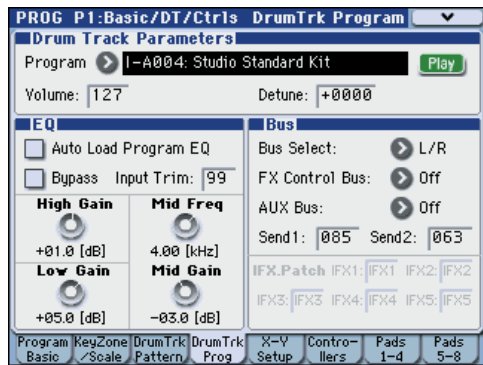 PROG P1:Basic/DT/Ctrls DrumTrk Program
Drum Track Parameters
Program I-A004: Studio Standard Kit Play
Volume: 127 Detune: +0000
EQ
Auto Load Program EQ
Bypass Input Trim: 99
High Gain Mid Freq
+01.0 [dB] 4.00 [kHz]
Low Gain Mid Gain
+05.0 [dB] -03.0 [dB]
Bus
Bus Select: L/R
FX Control Bus: Off
AUX Bus: Off
Send1: 085 Send2: 063
IFX.Patch IFX1: IFX1 IFX2: IFX2
IFX3: IFX3 IFX4: IFX4 IFX5: IFX5
Program Basic KeyZone /Scale DrumTrk Pattern DrumTrk Prog X-Y Setup Contro-llers Pads 1-4 Pads 5-8